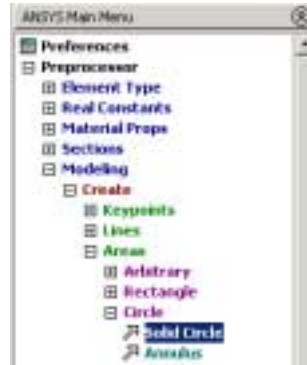 ANSYS Main Menu
Preferences
Preprocessor
Element Type
Real Constants
Material Props
Sections
Modeling
Create
Keypoints
Lines
Areas
Arbitrary
Rectangle
Circle
Solid Circle
Annulus